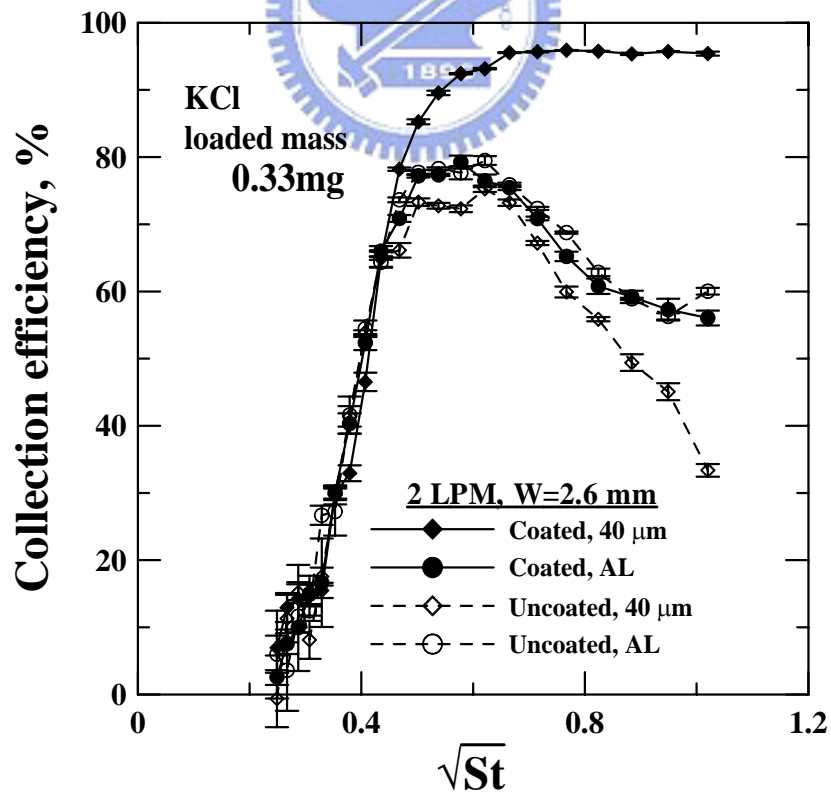 100
80
60
40
20
0
Collection efficiency, %
1896
KCl
loaded mass
0.33mg
2 LPM, W=2.6 mm
Coated, 40 μm
Coated, AL
Uncoated, 40 μm
Uncoated, AL
0
0.4
0.8
1.2
√St